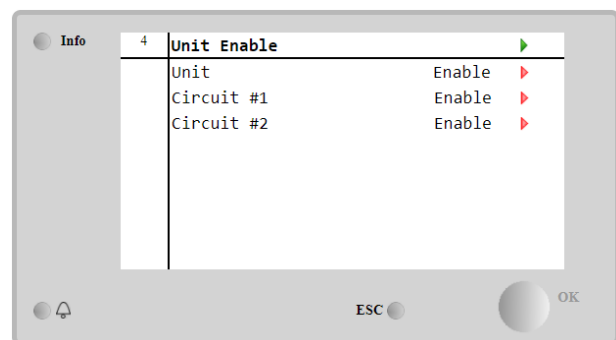 Info
4 Unit Enable
Unit Enable
Circuit #1 Enable
Circuit #2 Enable
ESC OK